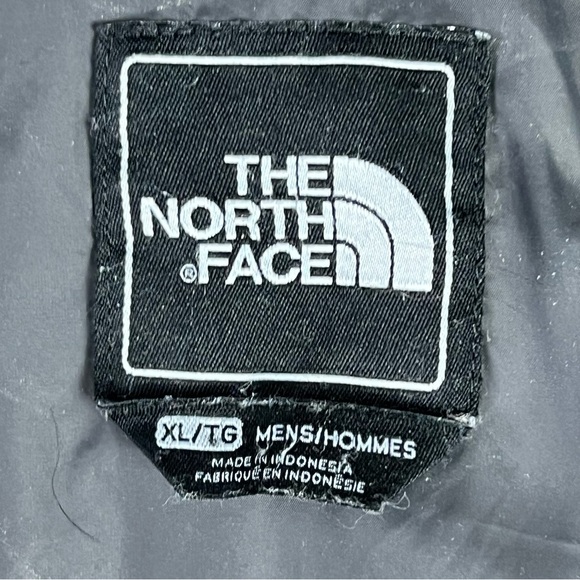 THE
NORTH
®FACE
XL/TG MENS/HOMMES
MADE IN INDONESIA
FABRIQUÉ EN INDONÉSIE